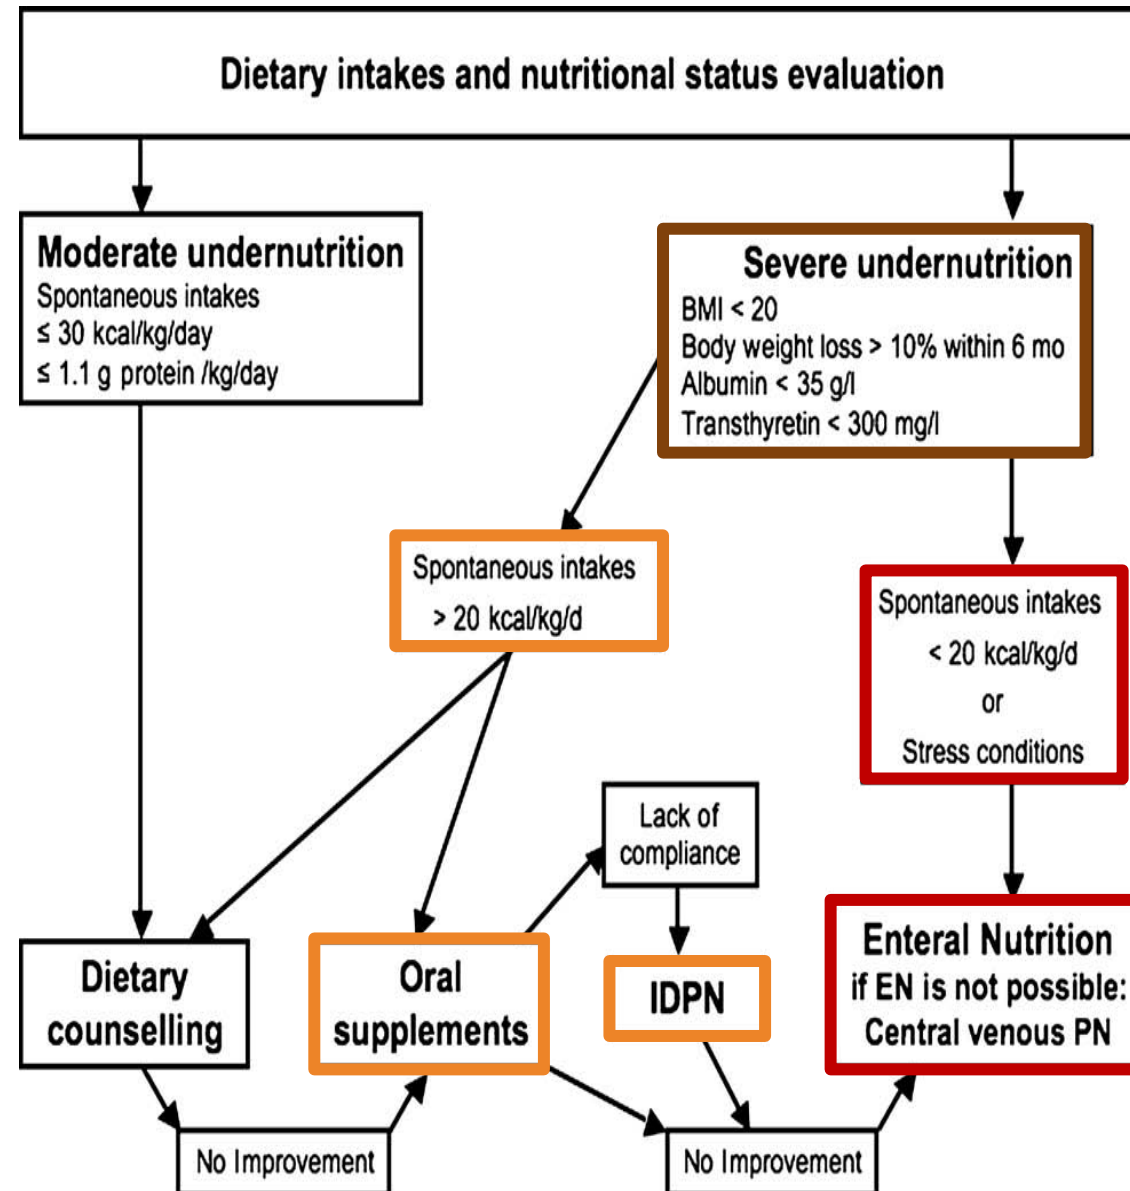 Dietary intakes and nutritional status evaluation
Moderate undernutrition
Spontaneous intakes
≤ 30 kcal/kg/day
≤ 1.1 g protein /kg/day
Severe undernutrition
BMI < 20
Body weight loss > 10% within 6 mo
Albumin < 35 g/l
Transthyretin < 300 mg/l
Spontaneous intakes
> 20 kcal/kg/d
Spontaneous intakes
< 20 kcal/kg/d
or
Stress conditions
Lack of
compliance
Dietary
counselling
Oral
supplements
IDPN
Enteral Nutrition
if EN is not possible:
Central venous PN
No Improvement
No Improvement